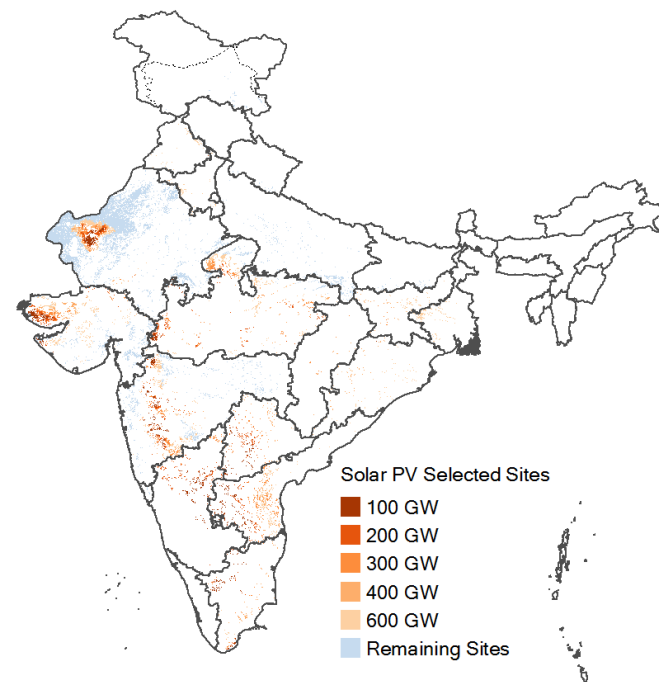 Solar PV Selected Sites
100 GW
200 GW
300 GW
400 GW
600 GW
Remaining Sites